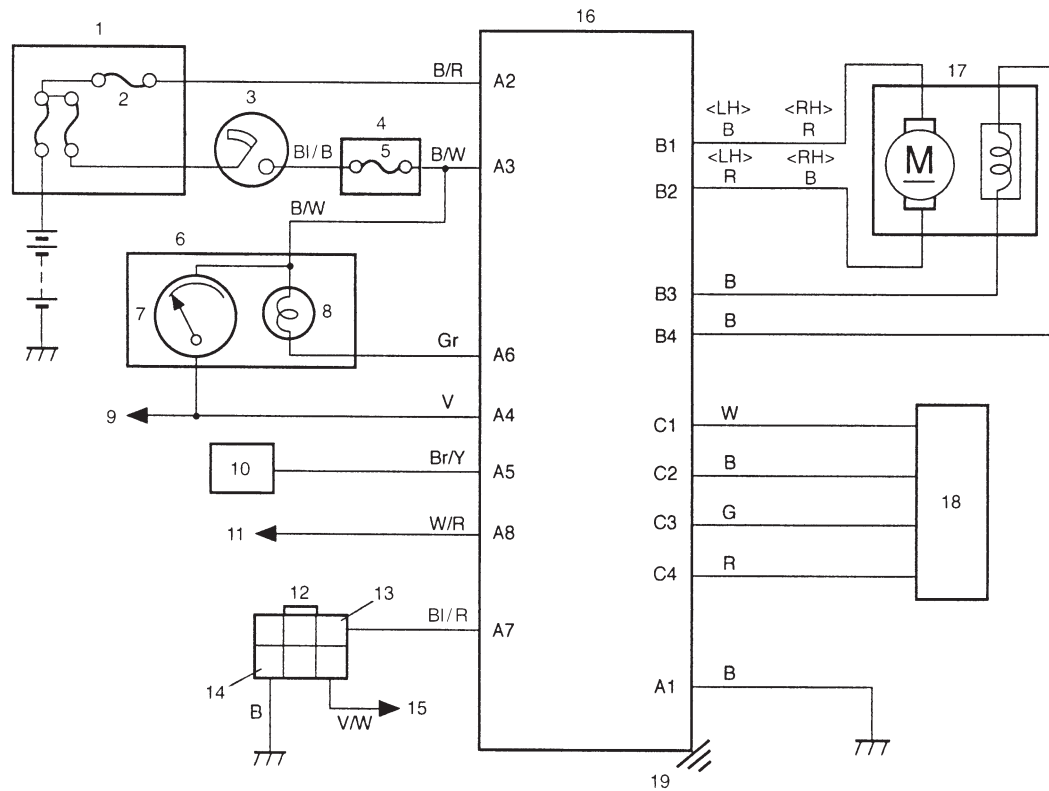 16
1
17
B/R
A2
2
3
<LH> <RH>
4
B R
Bl/B
5
B/W
A3
B1
M
<LH> <RH>
B2
R B
B/W
6
7
8
B3
B
B4
B
Gr
A6
V
9
A4
C1
W
Br/Y
10
A5
C2
B
18
W/R
11
A8
C3
G
C4
R
12
13
Bl/R
A7
14
B
15
V/W
A1
B
19